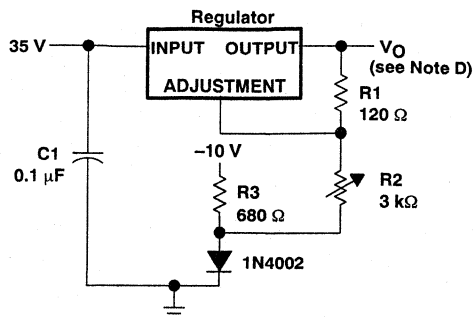 Regulator
35 V
INPUT OUTPUT
ADJUSTMENT
VO
(see Note D)
R1
120 Ω
C1
0.1 μF
–10 V
R3
680 Ω
R2
3 kΩ
1N4002